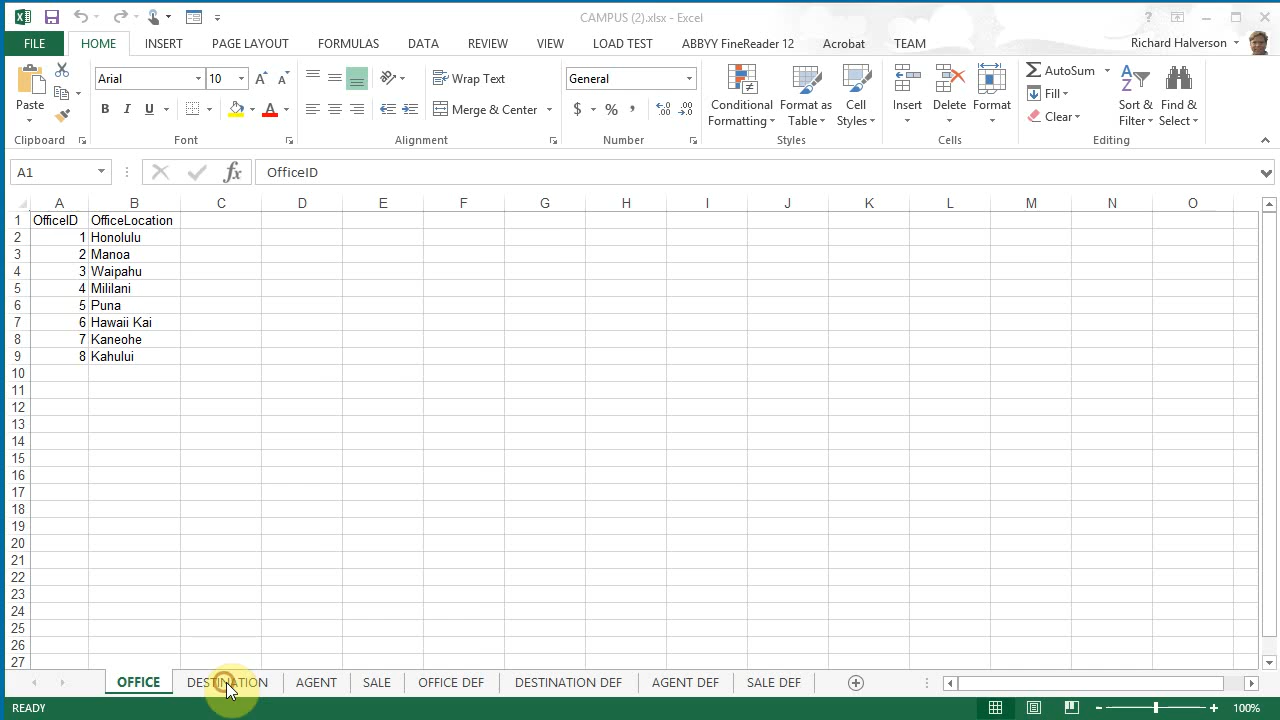 CAMPUS (2).xlsx - Excel
?
FILE HOME INSERT PAGE LAYOUT FORMULAS DATA REVIEW VIEW LOAD TEST ABBYY FineReader 12 Acrobat TEAM Richard Halverson
Paste Arial 10 A A Wrap Text General Conditional Formatting Format as Table Cell Styles Insert Delete Format AutoSum Fill Clear Sort & Filter Find & Select
B I U A Merge & Center $ % , .00 .0
Clipboard Font Alignment Number Styles Cells Editing
A1 fx OfficeID
A B C D E F G H I J K L M N O
1 OfficeID OfficeLocation
2 1 Honolulu
3 2 Manoa
4 3 Waipahu
5 4 Mililani
6 5 Puna
7 6 Hawaii Kai
8 7 Kaneohe
9 8 Kahului
10
11
12
13
14
15
16
17
18
19
20
21
22
23
24
25
26
27
OFFICE DESTINATION AGENT SALE OFFICE DEF DESTINATION DEF AGENT DEF SALE DEF
READY 100%